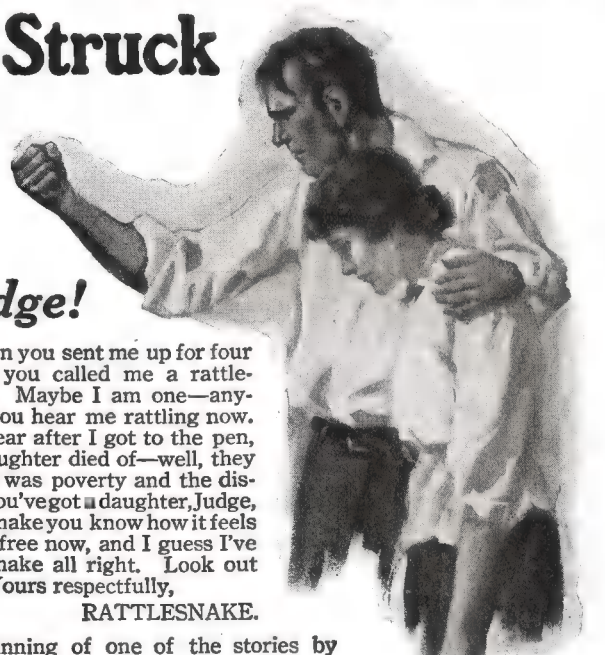 Struck
dge!
n you sent me up for four
you called me a rattle-
Maybe I am one—any-
ou hear me rattling now.
ear after I got to the pen,
ughter died of—well, they
was poverty and the dis-
ou've got a daughter, Judge,
make you know how it feels
free now, and I guess I've
nake all right. Look out
ours respectfully,
RATTLESNAKE.
nning of one of the stories by